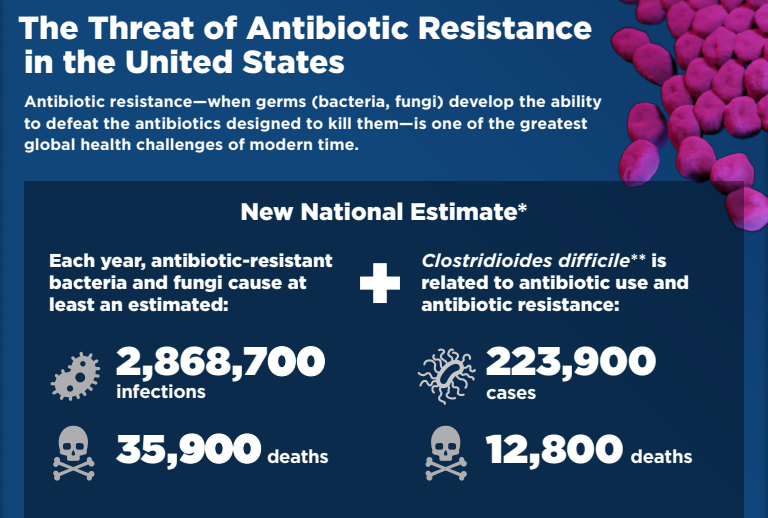 The Threat of Antibiotic Resistance
in the United States
Antibiotic resistance—when germs (bacteria, fungi) develop the ability
to defeat the antibiotics designed to kill them—is one of the greatest
global health challenges of modern time.
New National Estimate*
Each year, antibiotic-resistant
bacteria and fungi cause at
least an estimated:
2,868,700
infections
35,900 deaths
Clostridioides difficile** is
related to antibiotic use and
antibiotic resistance:
223,900
cases
12,800 deaths